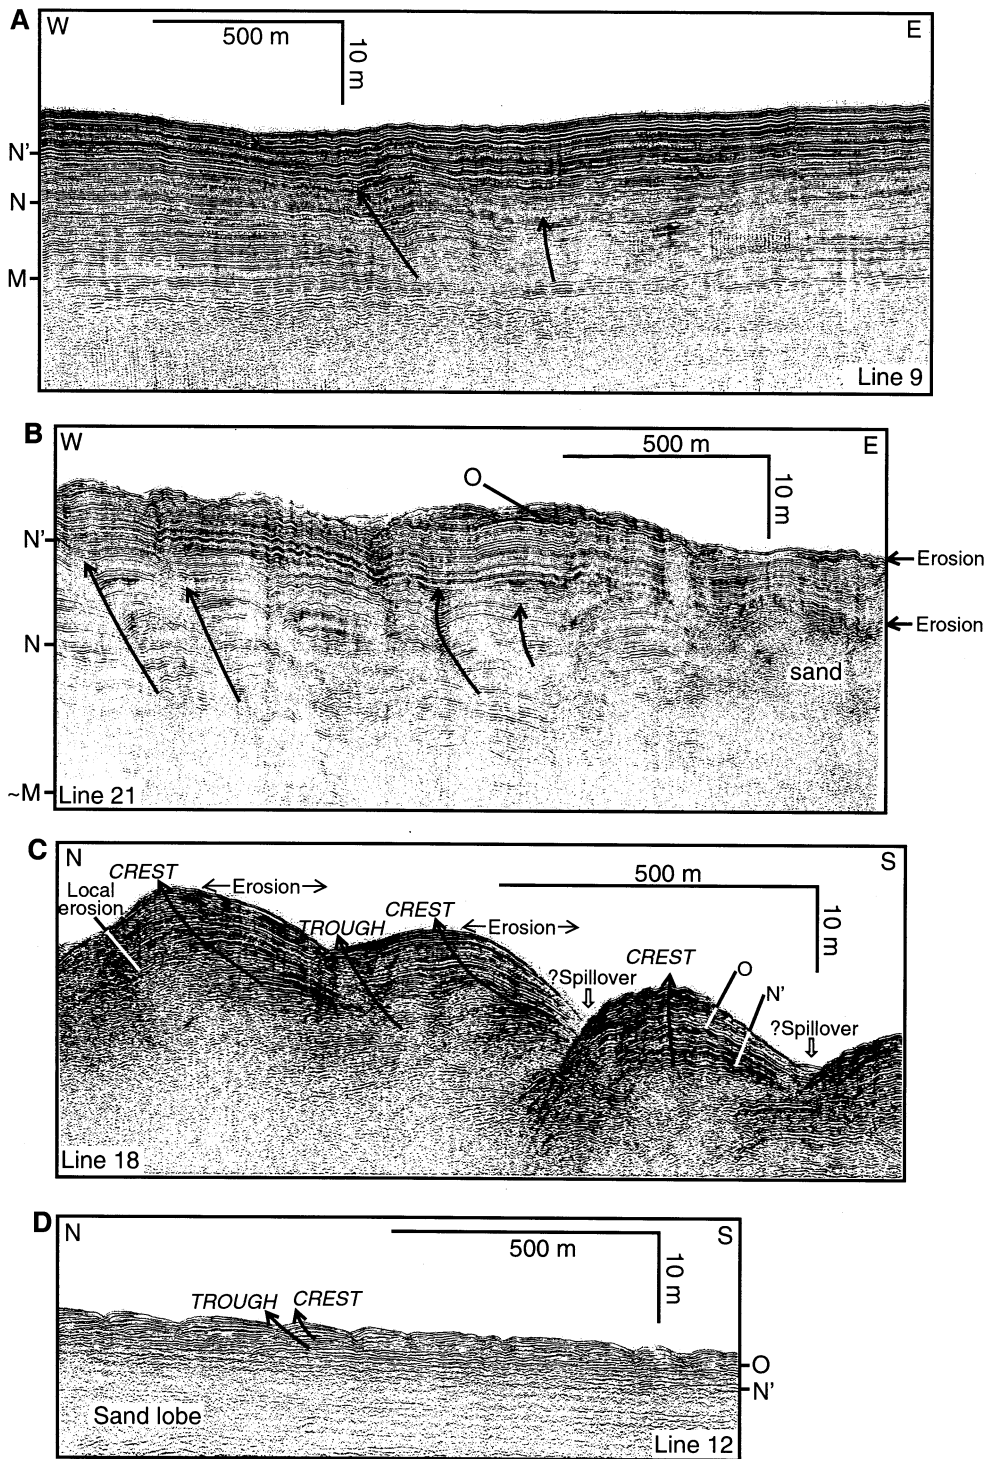 A
W
E
500 m
10 m
N'
N
M
Line 9
B
W
E
500 m
10 m
O
N'
Erosion
Erosion
N
sand
~M
Line 21
C
N
S
CREST
500 m
Local
erosion
Erosion
CREST
10 m
TROUGH
Erosion
CREST
?Spillover
O
N'
?Spillover
Line 18
D
N
S
500 m
10 m
TROUGH
CREST
O
N'
Sand lobe
Line 12